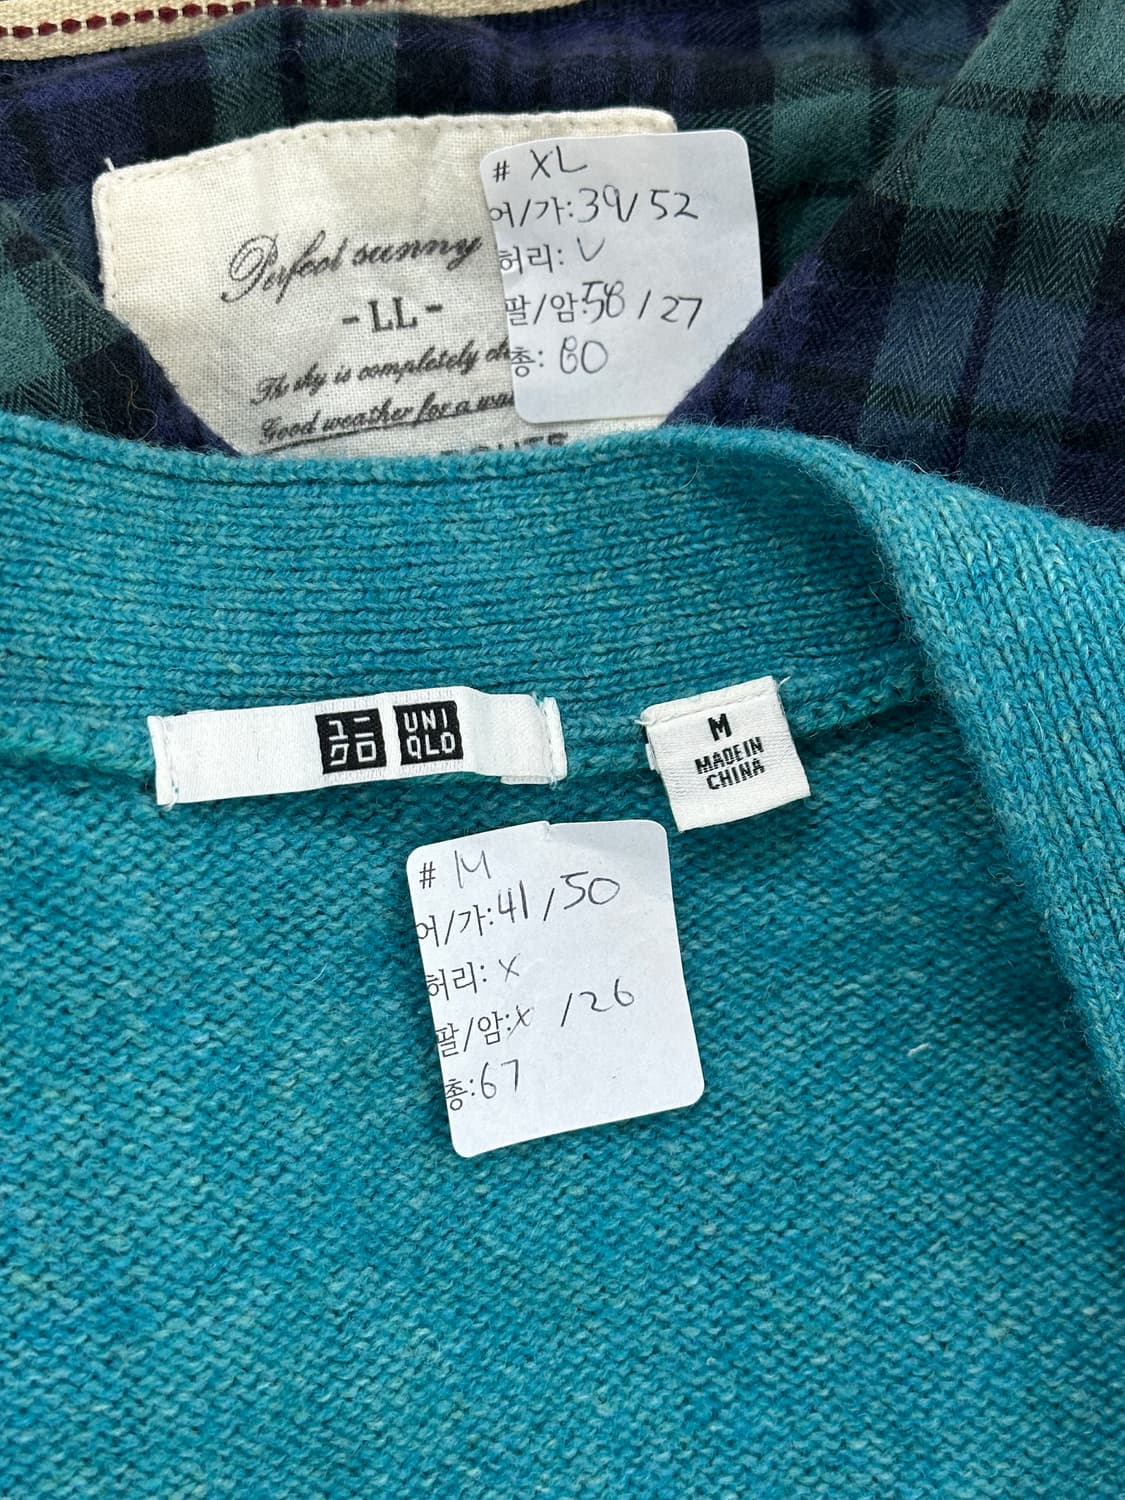 Perfect sunny
- LL -
The sky is completely
Good weather for a
# XL
어/가:39/52
허리: V
팔/암:58/27
총: 80
ユニ
クロ
UNI
QLO
M
MADE IN
CHINA
# M
어/가:41/50
허리: x
팔/암:x /26
총:67